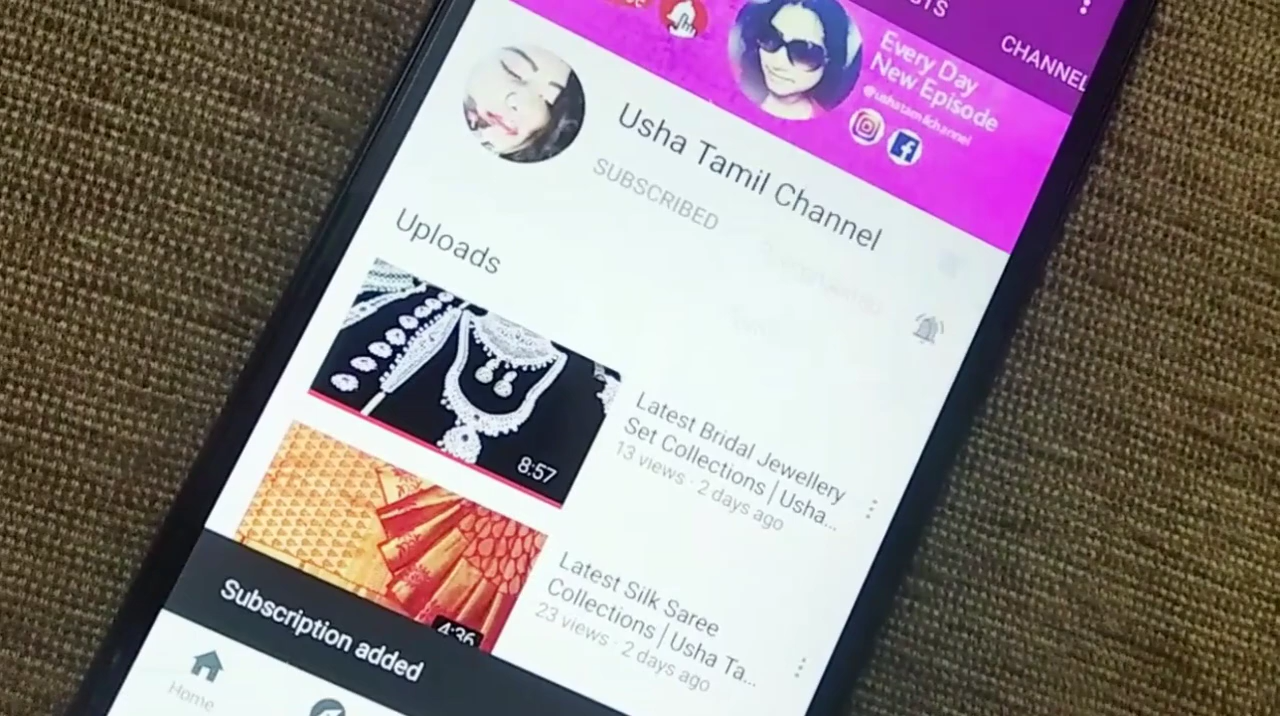 CHANNEL
Every Day
New Episode
@ushatamilchannel
Usha Tamil Channel
SUBSCRIBED
Uploads
8:57
Latest Bridal Jewellery
Set Collections | Usha...
13 views · 2 days ago
4:36
Latest Silk Saree
Collections | Usha Ta...
23 views · 2 days ago
Subscription added
Home